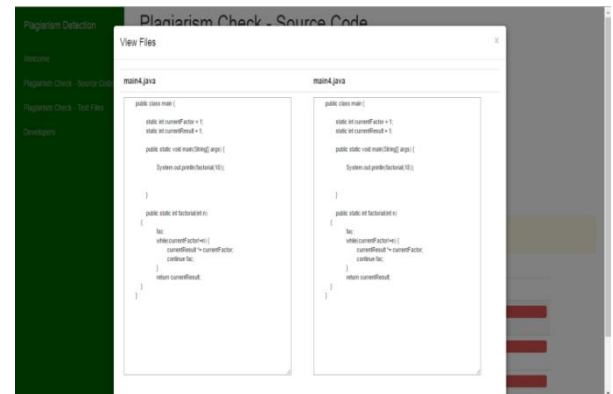 Plagiarism Detection
Plagiarism Check - Source Code
View Files
x
Welcome
Plagiarism Check - Source Code
Plagiarism Check - Text Files
Developers
main4.java
public class main {
static int currentFactor = 1;
static int currentResult = 1;
public static void main(String[] args) {
System.out.println(factorial(10));
}
public static int factorial(int n)
{
fac:
while(currentFactor!=n) {
currentResult *= currentFactor;
continue fac;
}
return currentResult;
}
}
main4.java
public class main {
static int currentFactor = 1;
static int currentResult = 1;
public static void main(String[] args) {
System.out.println(factorial(10));
}
public static int factorial(int n)
{
fac:
while(currentFactor!=n) {
currentResult *= currentFactor;
continue fac;
}
return currentResult;
}
}